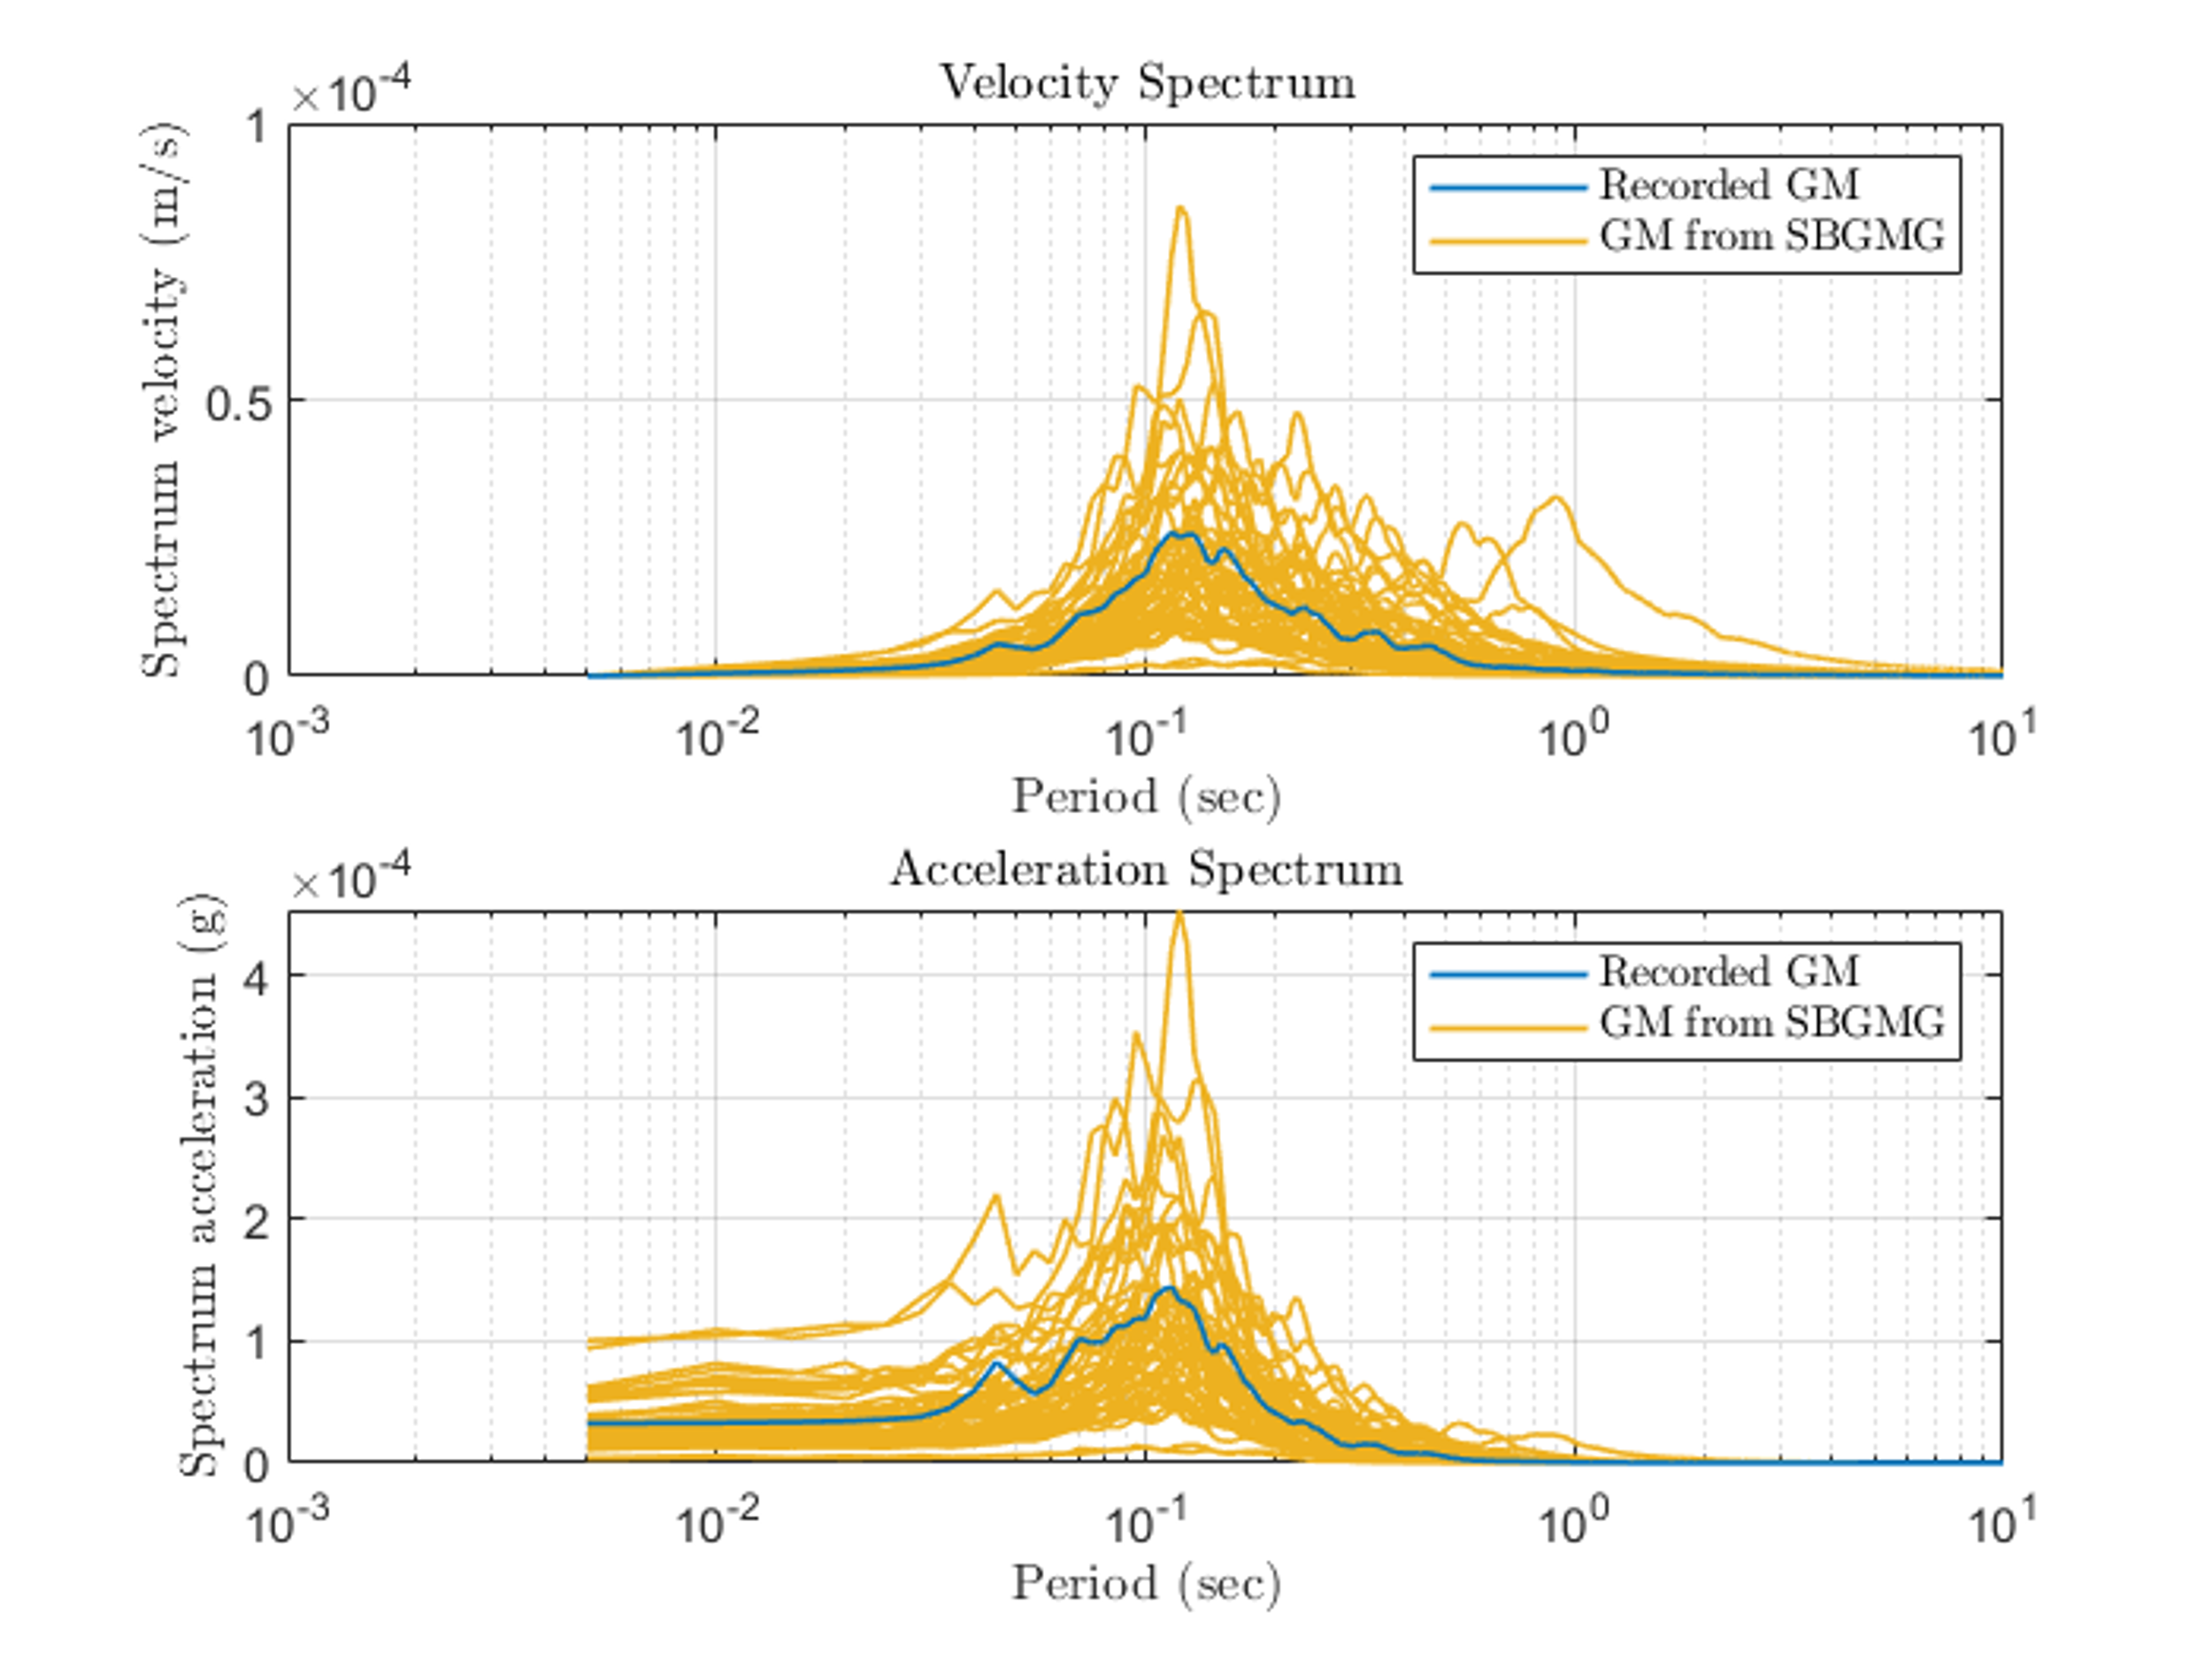 Velocity Spectrum
×10^-4
1
0.5
0
Spectrum velocity (m/s)
Recorded GM
GM from SBGMG
10^-3 10^-2 10^-1 10^0 10^1
Period (sec)
Acceleration Spectrum
×10^-4
4
3
2
1
0
Spectrum acceleration (g)
Recorded GM
GM from SBGMG
10^-3 10^-2 10^-1 10^0 10^1
Period (sec)